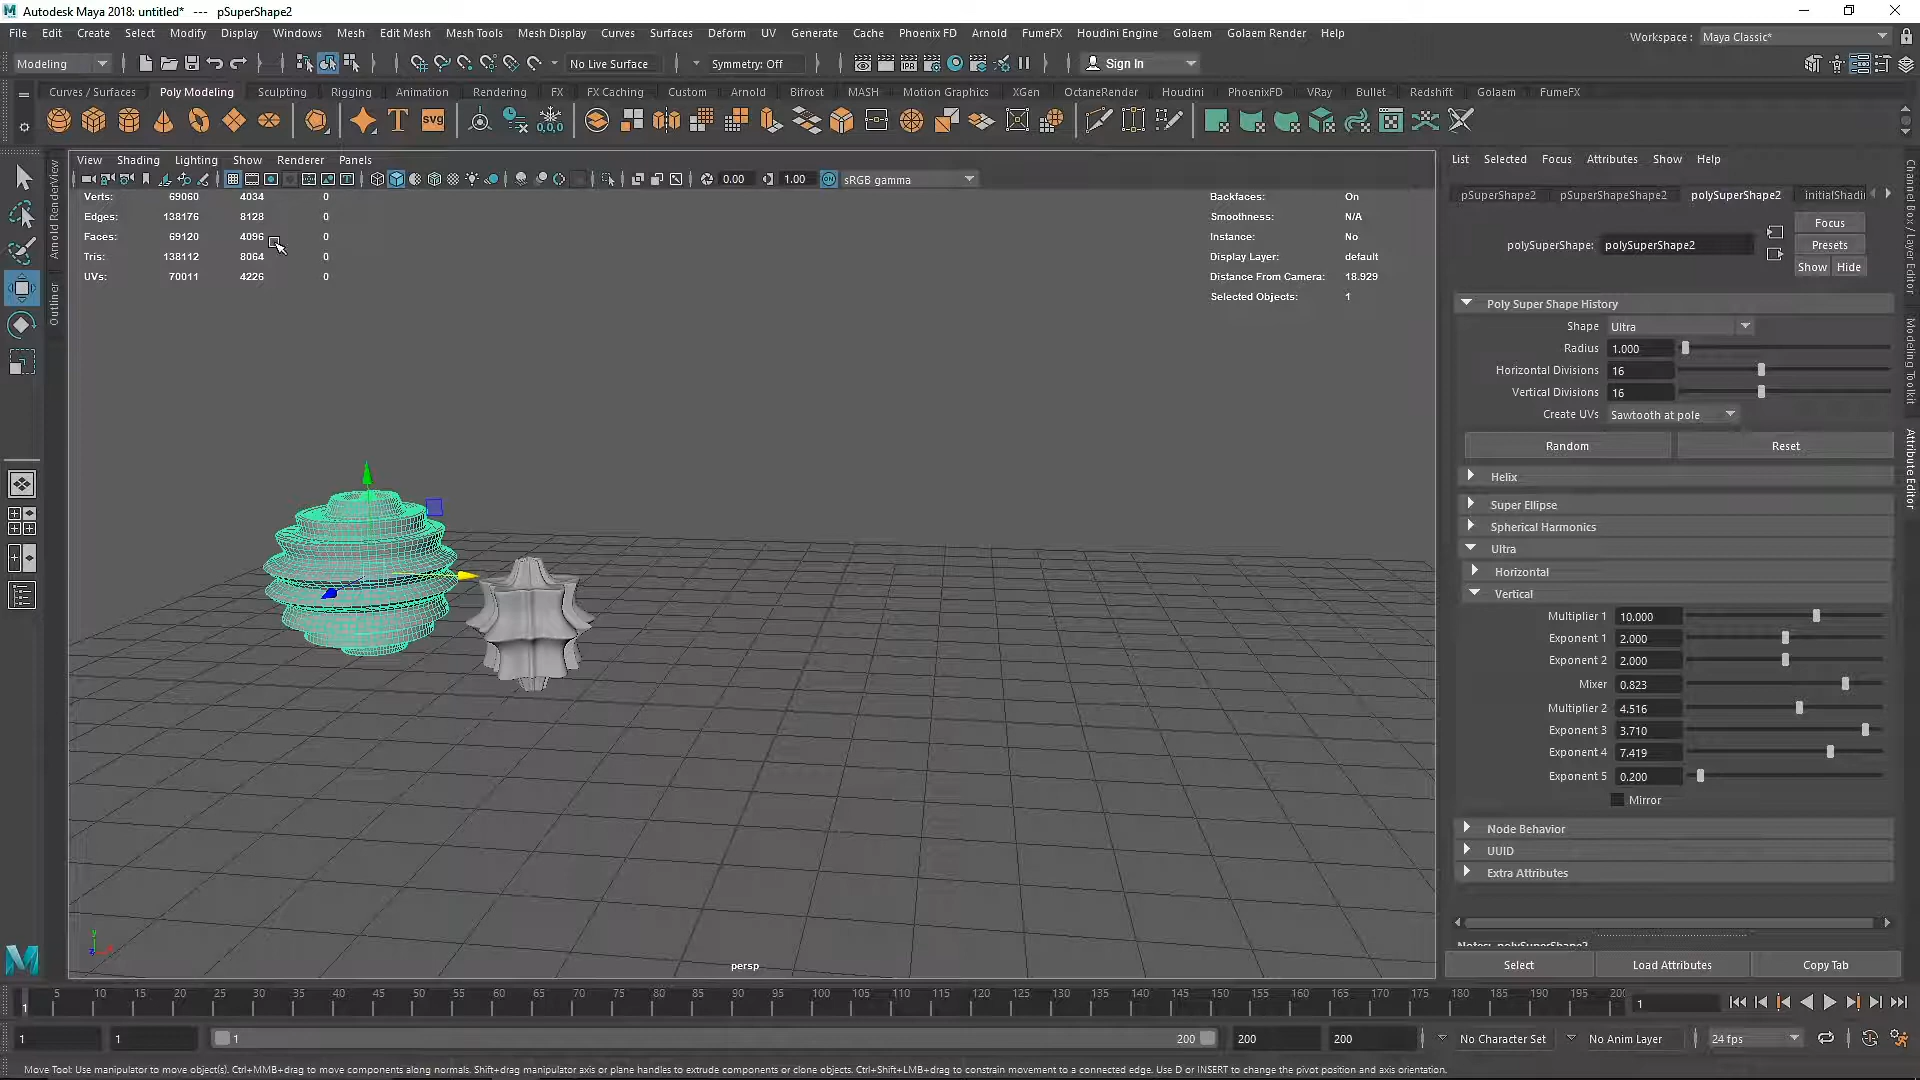 Autodesk Maya 2018: untitled*   ---   pSuperShape2
File Edit Create Select Modify Display Windows Mesh Edit Mesh Mesh Tools Mesh Display Curves Surfaces Deform UV Generate Cache Phoenix FD Arnold FumeFX Houdini Engine Golaem Golaem Render Help
Workspace : Maya Classic*
Modeling No Live Surface Symmetry: Off Sign In
Curves / Surfaces Poly Modeling Sculpting Rigging Animation Rendering FX FX Caching Custom Arnold Bifrost MASH Motion Graphics XGen OctaneRender Houdini PhoenixFD VRay Bullet Redshift Golaem FumeFX
View Shading Lighting Show Renderer Panels
0.00 1.00 sRGB gamma
Verts: 69060 4034 0
Edges: 138176 8128 0
Faces: 69120 4096 0
Tris: 138112 8064 0
UVs: 70011 4226 0
Backfaces: On
Smoothness: N/A
Instance: No
Display Layer: default
Distance From Camera: 18.929
Selected Objects: 1
persp
Arnold RenderView
Outliner
List Selected Focus Attributes Show Help
pSuperShape2 pSuperShapeShape2 polySuperShape2 initialShadi
polySuperShape: polySuperShape2
Focus
Presets
Show Hide
Poly Super Shape History
Shape Ultra
Radius 1.000
Horizontal Divisions 16
Vertical Divisions 16
Create UVs Sawtooth at pole
Random Reset
Helix
Super Ellipse
Spherical Harmonics
Ultra
Horizontal
Vertical
Multiplier 1 10.000
Exponent 1 2.000
Exponent 2 2.000
Mixer 0.823
Multiplier 2 4.516
Exponent 3 3.710
Exponent 4 7.419
Exponent 5 0.200
Mirror
Node Behavior
UUID
Extra Attributes
Notes: polySuperShape2
Select Load Attributes Copy Tab
Channel Box / Layer Editor
Modeling Toolkit
Attribute Editor
5 10 15 20 25 30 35 40 45 50 55 60 65 70 75 80 85 90 95 100 105 110 115 120 125 130 135 140 145 150 155 160 165 170 175 180 185 190 195 200
1 1
1 1 1 200 200 200 No Character Set No Anim Layer 24 fps
Move Tool: Use manipulator to move object(s). Ctrl+MMB+drag to move components along normals. Shift+drag manipulator axis or plane handles to extrude components or clone objects. Ctrl+Shift+LMB+drag to constrain movement to a connected edge. Use D or INSERT to change the pivot position and axis orientation.